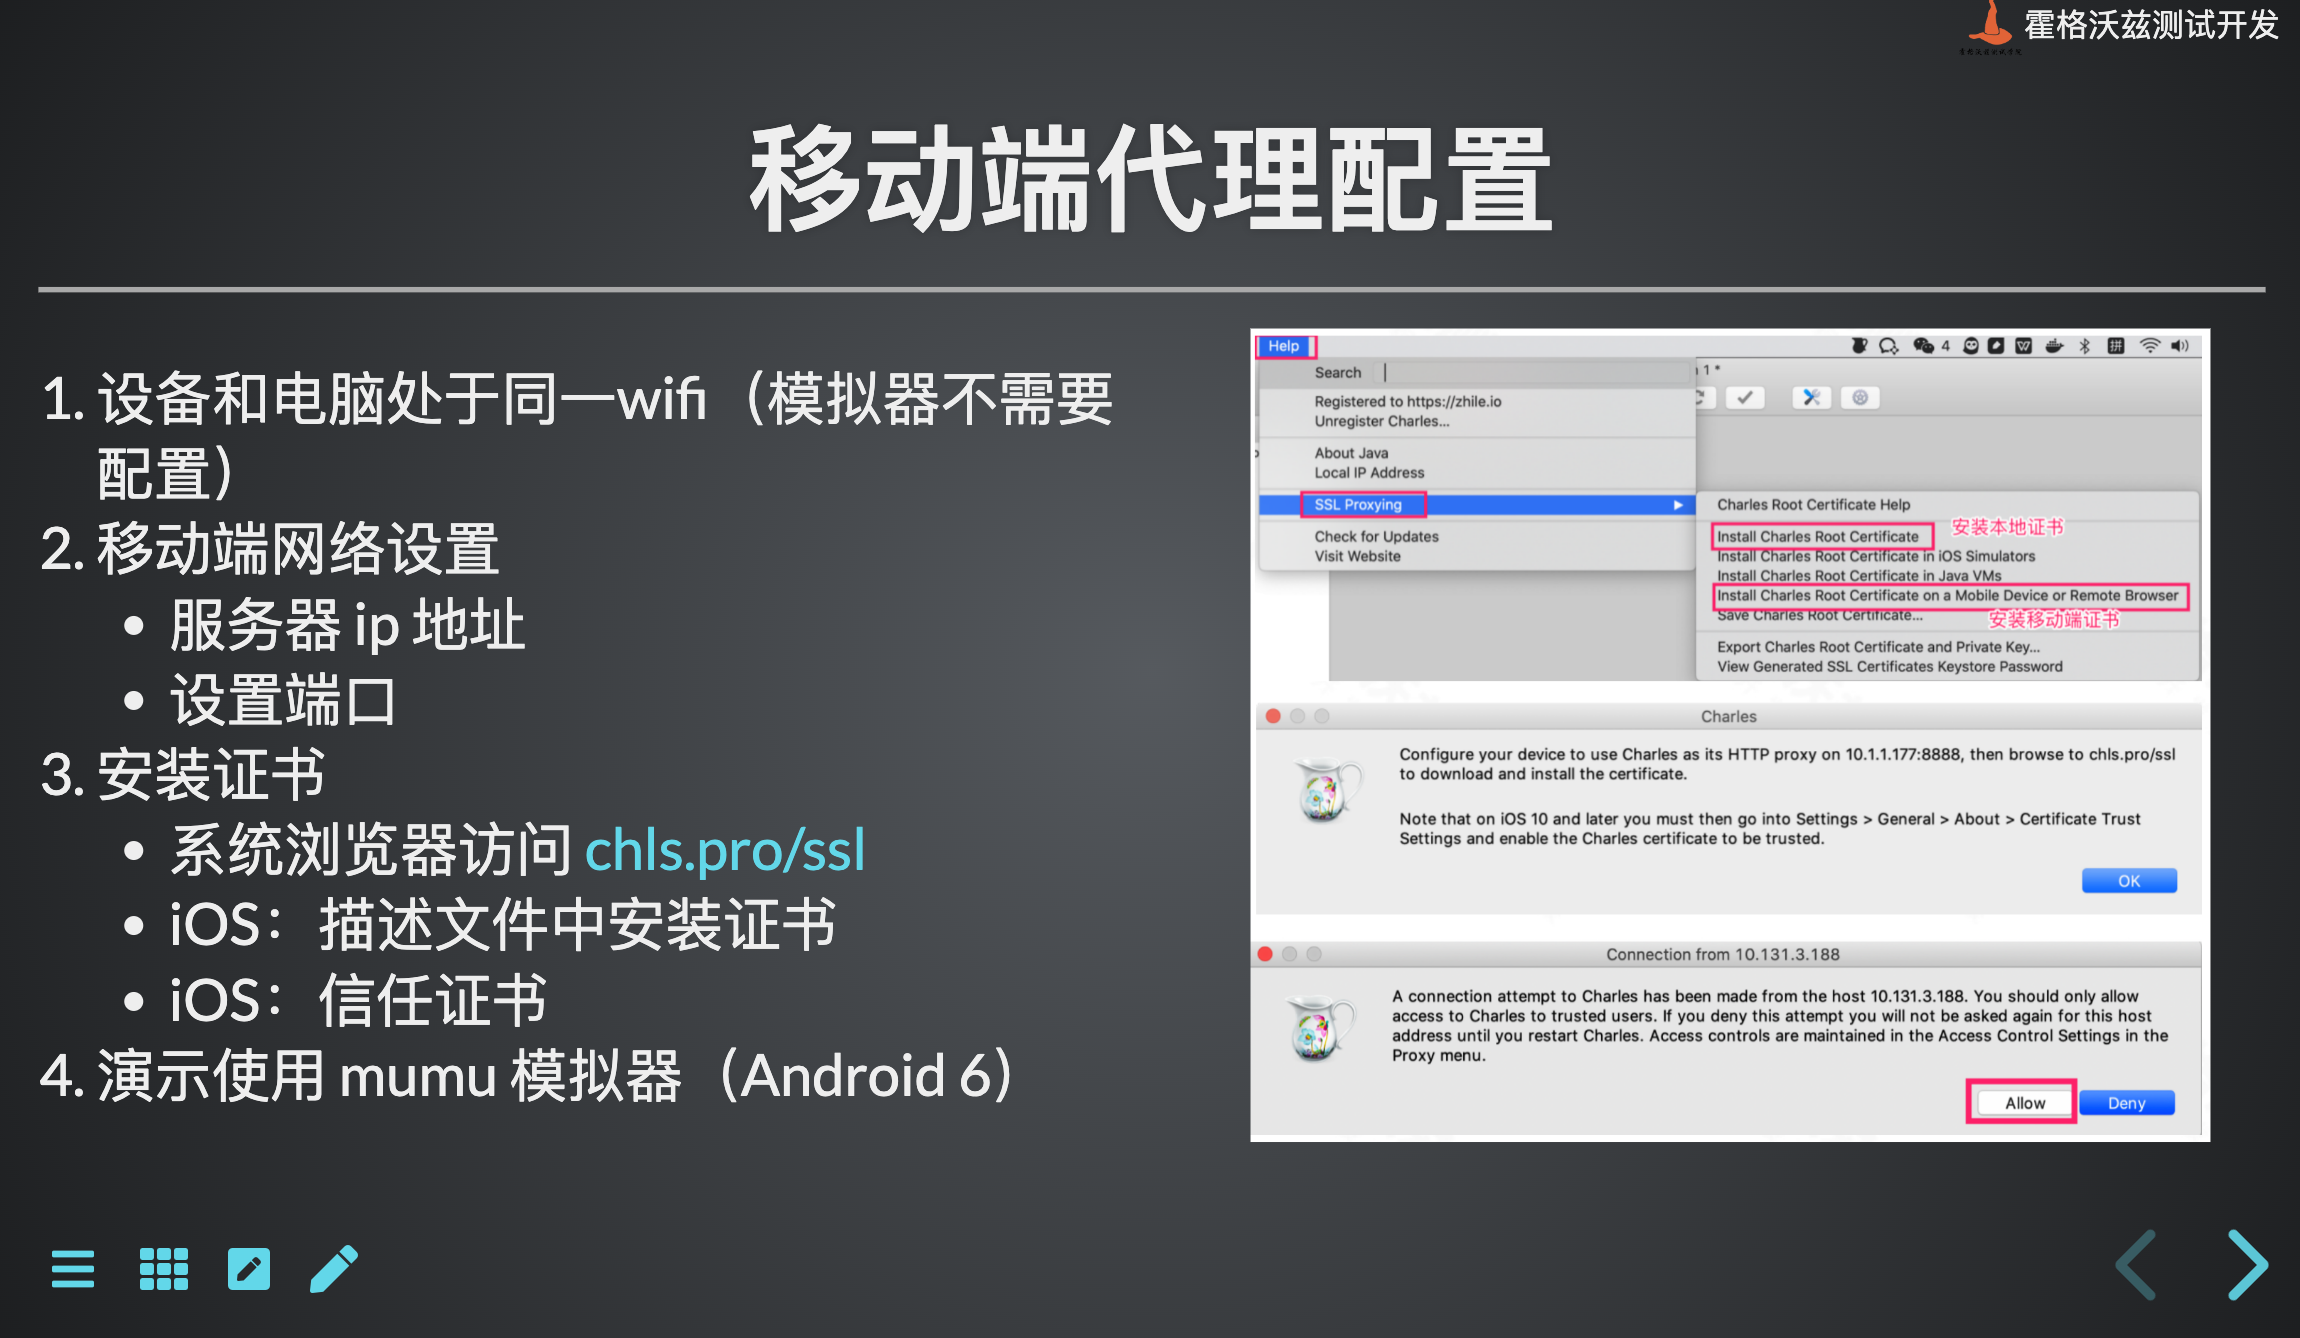 霍格沃兹测试开发
霍格沃兹测试学院
移动端代理配置
1. 设备和电脑处于同一wifi（模拟器不需要
配置）
2. 移动端网络设置
• 服务器 ip 地址
• 设置端口
3. 安装证书
• 系统浏览器访问 chls.pro/ssl
• iOS：描述文件中安装证书
• iOS：信任证书
4. 演示使用 mumu 模拟器（Android 6）
Help
4
Search
1 *
Registered to https://zhile.io
Unregister Charles...
About Java
Local IP Address
SSL Proxying
Check for Updates
Visit Website
Charles Root Certificate Help
安装本地证书
Install Charles Root Certificate
Install Charles Root Certificate in iOS Simulators
Install Charles Root Certificate in Java VMs
Install Charles Root Certificate on a Mobile Device or Remote Browser
Save Charles Root Certificate...
安装移动端证书
Export Charles Root Certificate and Private Key...
View Generated SSL Certificates Keystore Password
Charles
Configure your device to use Charles as its HTTP proxy on 10.1.1.177:8888, then browse to chls.pro/ssl
to download and install the certificate.
Note that on iOS 10 and later you must then go into Settings > General > About > Certificate Trust
Settings and enable the Charles certificate to be trusted.
OK
Connection from 10.131.3.188
A connection attempt to Charles has been made from the host 10.131.3.188. You should only allow
access to Charles to trusted users. If you deny this attempt you will not be asked again for this host
address until you restart Charles. Access controls are maintained in the Access Control Settings in the
Proxy menu.
Allow
Deny